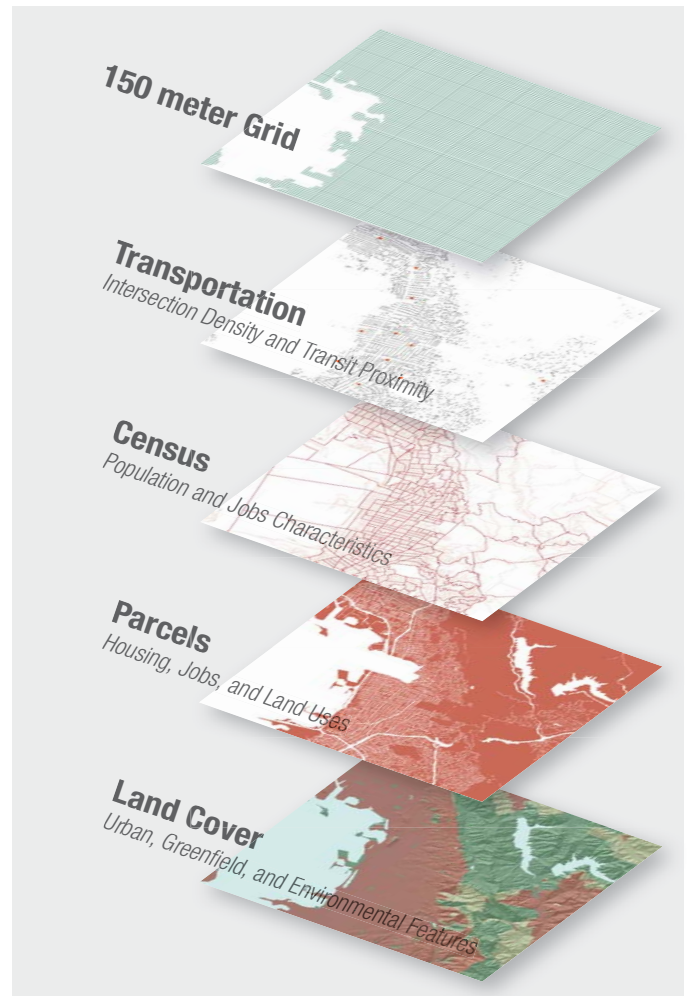 150 meter Grid
Transportation
Intersection Density and Transit Proximity
Census
Population and Jobs Characteristics
Parcels
Housing, Jobs, and Land Uses
Land Cover
Urban, Greenfield, and Environmental Features